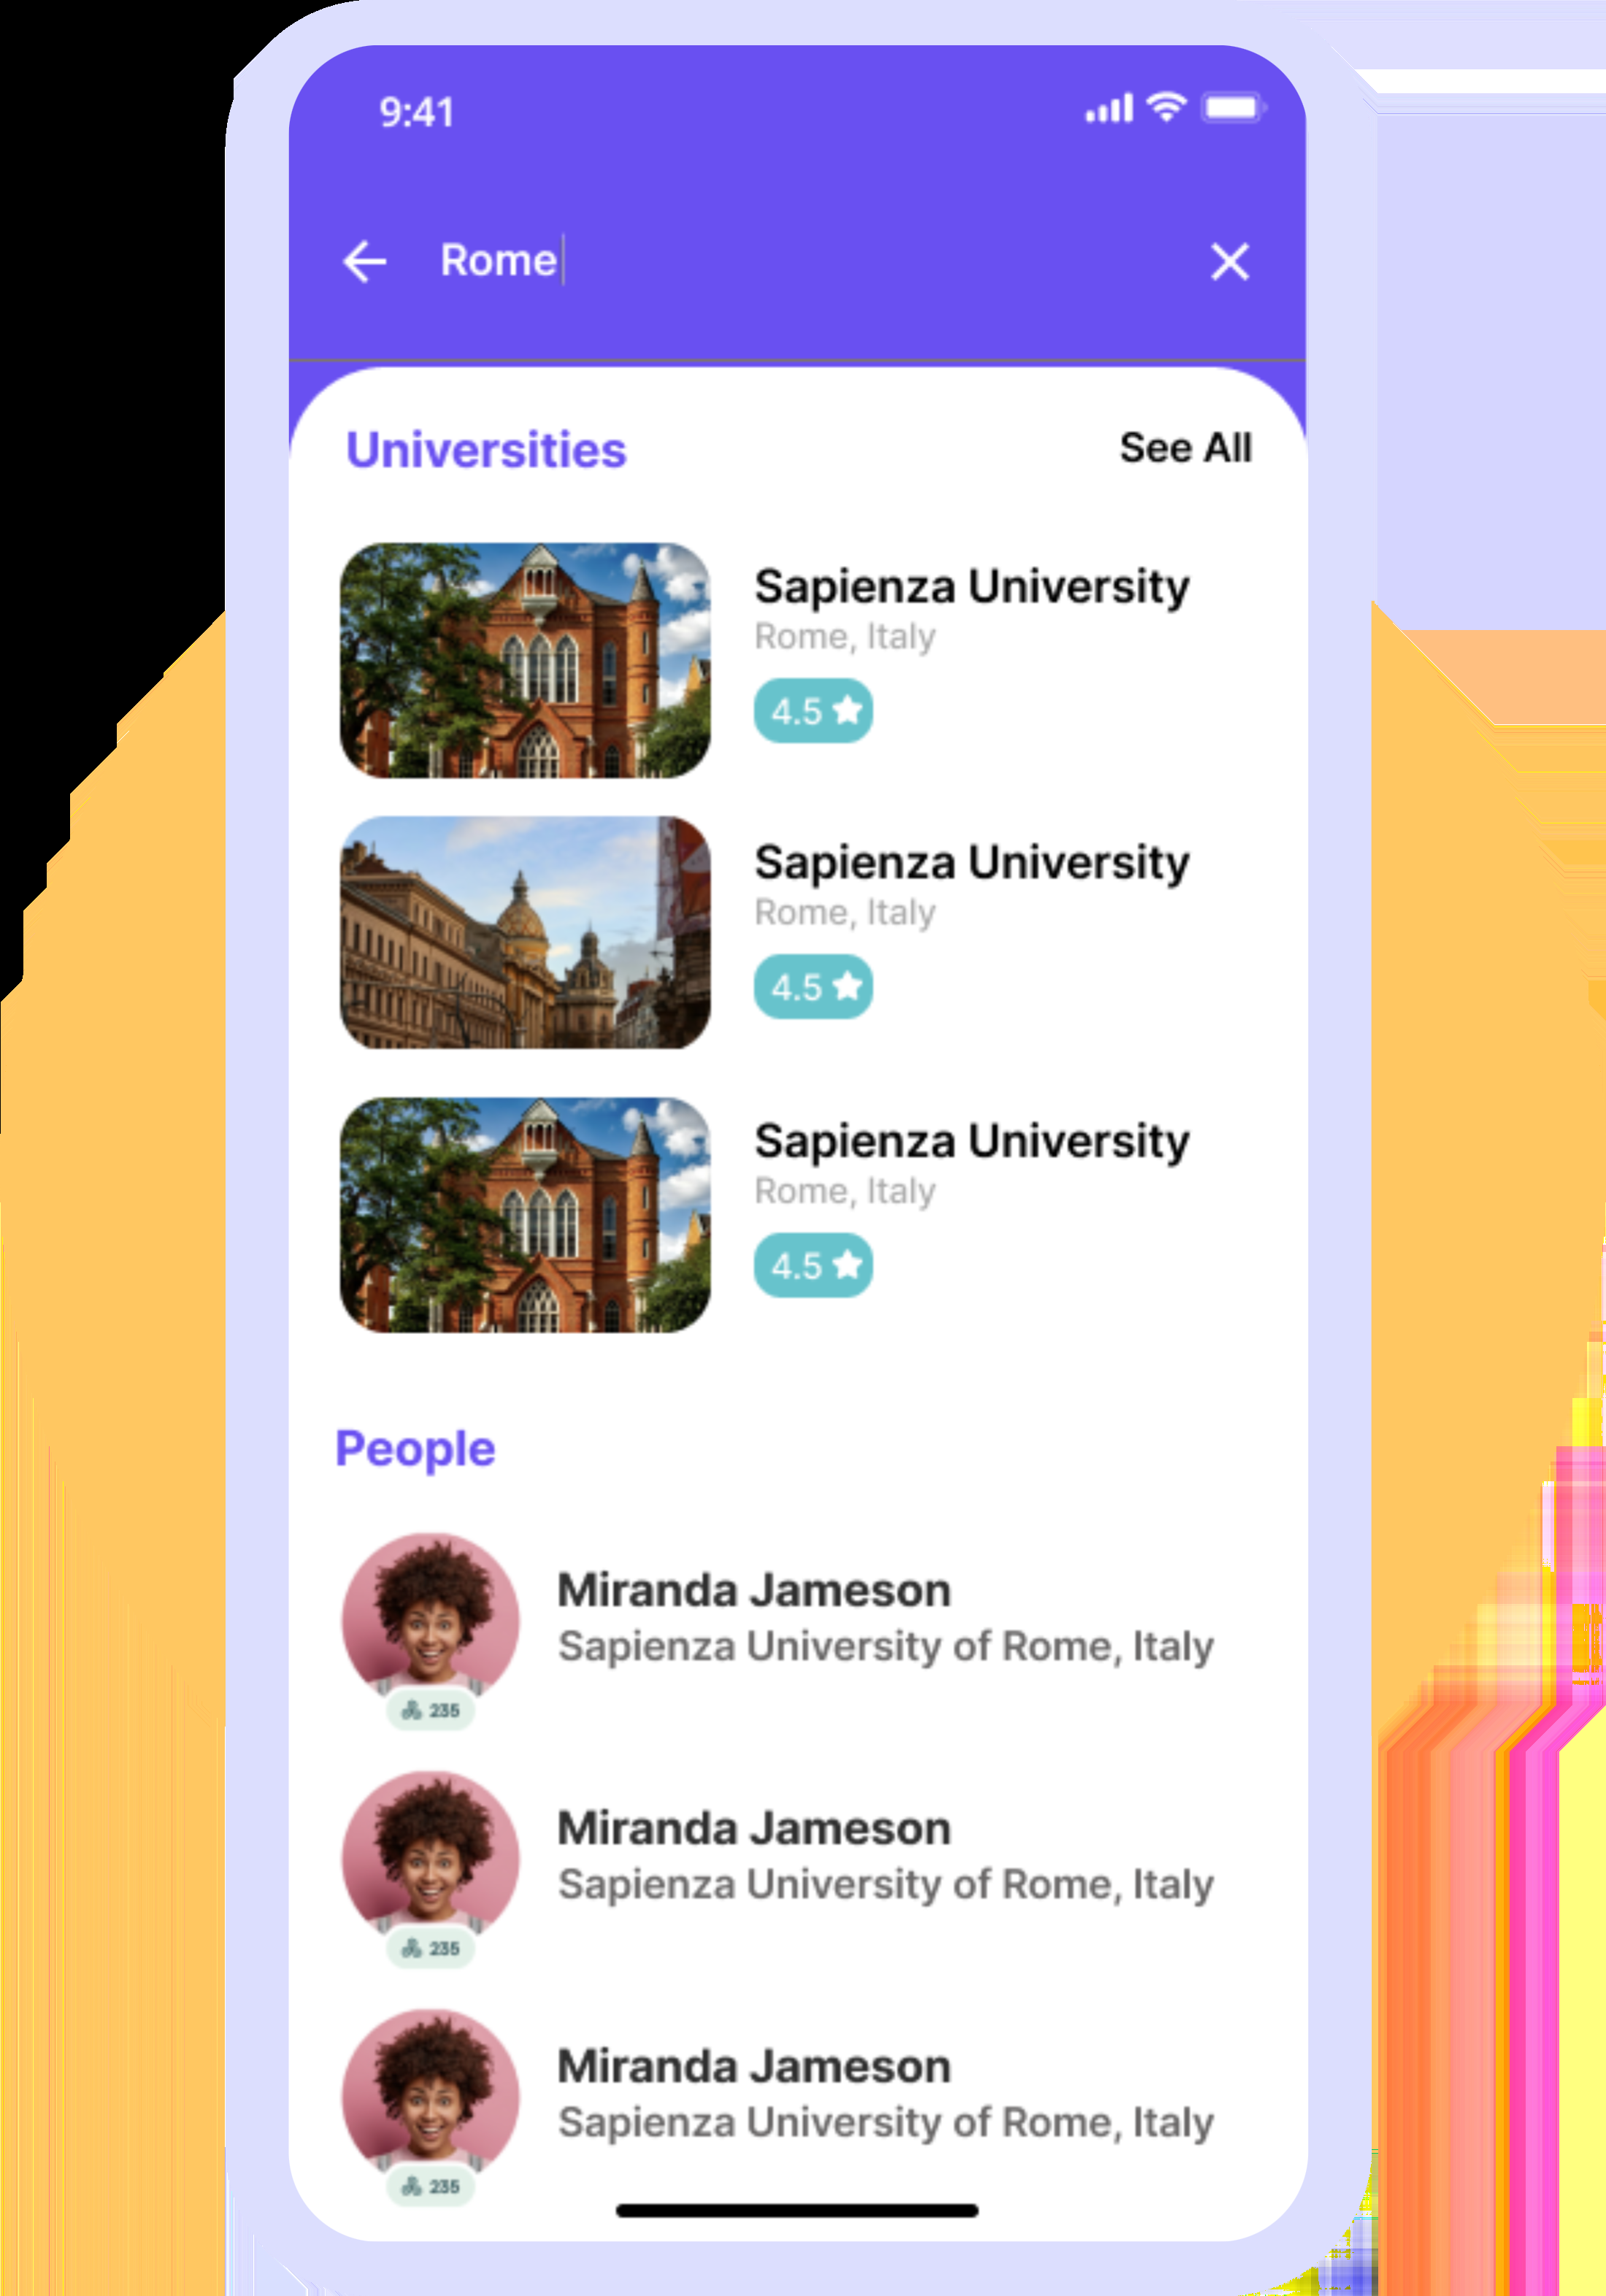 9:41
Rome
Universities
See All
Sapienza University
Rome, Italy
4.5
Sapienza University
Rome, Italy
4.5
Sapienza University
Rome, Italy
4.5
People
Miranda Jameson
Sapienza University of Rome, Italy
235
Miranda Jameson
Sapienza University of Rome, Italy
235
Miranda Jameson
Sapienza University of Rome, Italy
235